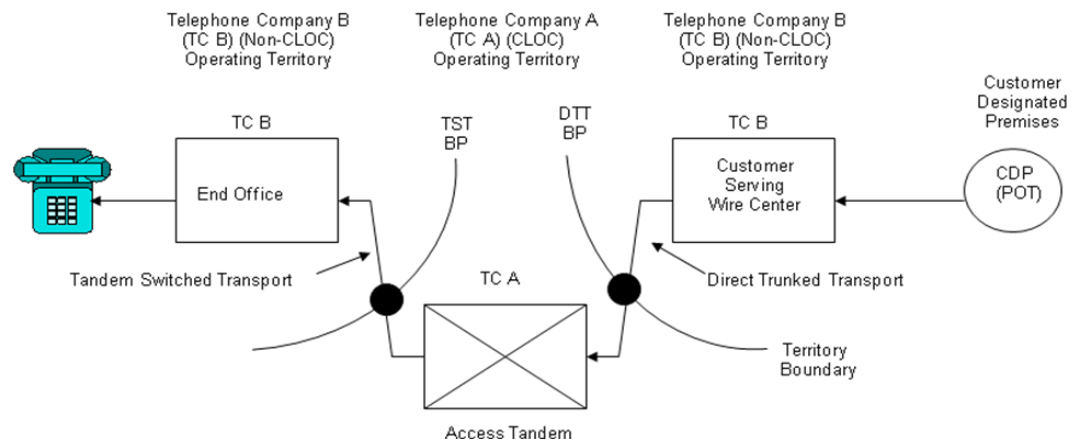 Telephone Company B
(TC B) (Non-CLOC)
Operating Territory
Telephone Company A
(TC A) (CLOC)
Operating Territory
Telephone Company B
(TC B) (Non-CLOC)
Operating Territory
Customer
Designated
Premises
TC B
TST
BP
DTT
BP
TC B
End Office
Customer
Serving
Wire Center
CDP
(POT)
Tandem Switched Transport
TC A
Direct Trunked Transport
Territory
Boundary
Access Tandem